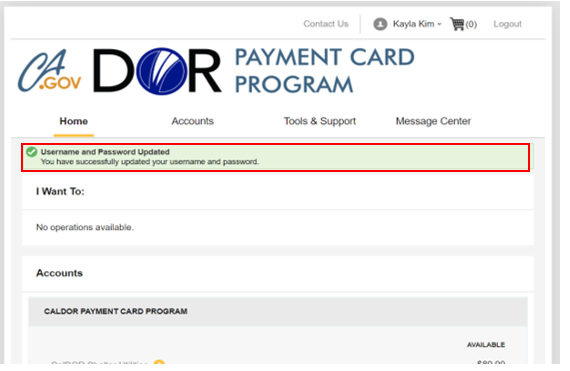 Contact Us Kayla Kim (0) Logout
CA.GOV DOR PAYMENT CARD
PROGRAM
Home Accounts Tools & Support Message Center
Username and Password Updated
You have successfully updated your username and password.
I Want To:
No operations available.
Accounts
CALDOR PAYMENT CARD PROGRAM
AVAILABLE
CalDOR Shelter Utilities $80.00